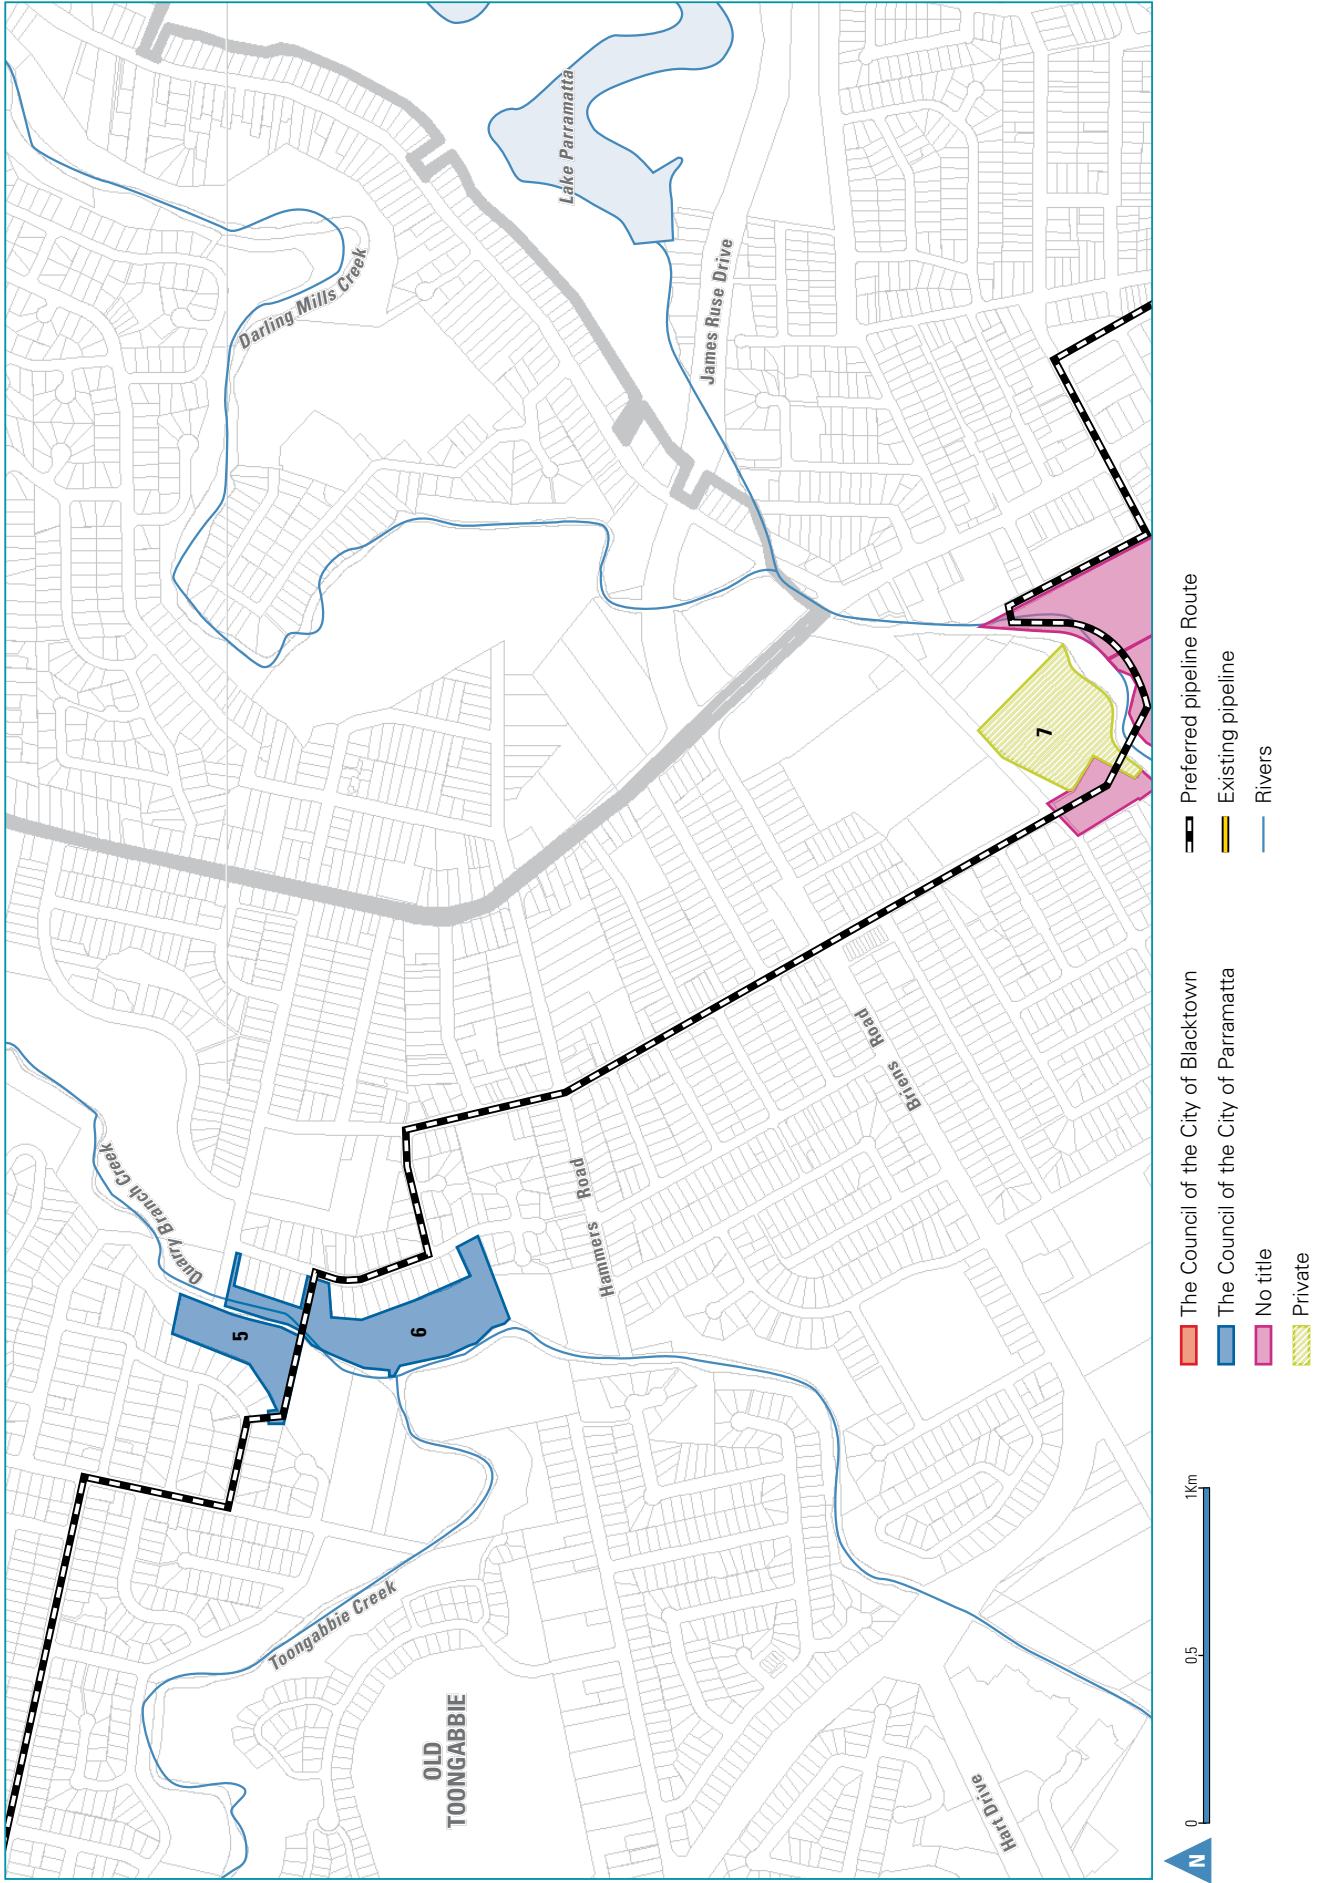 Lake Parramatta
Darling Mills Creek
James Ruse Drive
Quarry Branch Creek
5
6
7
Hammers Road
Briens Road
Toongabbie Creek
OLD
TOONGABBIE
Hart Drive
N
0 0.5 1Km
The Council of the City of Blacktown
The Council of the City of Parramatta
No title
Private
Preferred pipeline Route
Existing pipeline
Rivers